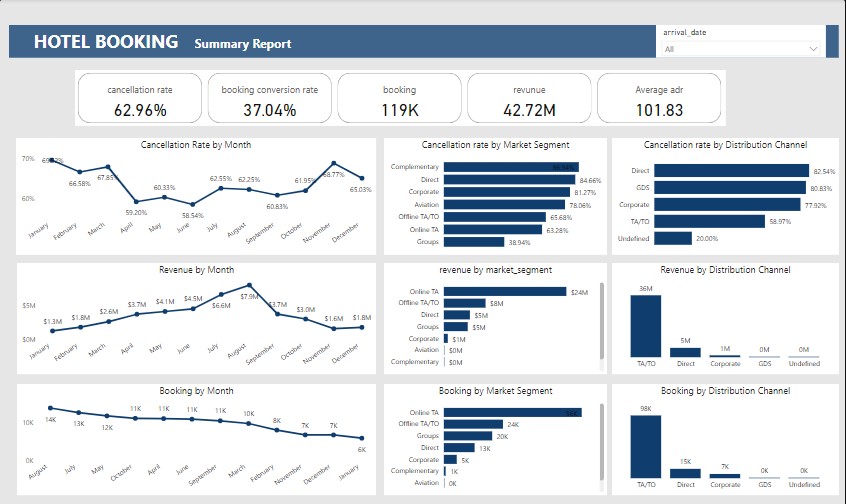 HOTEL BOOKING Summary Report
arrival_date
All
cancellation rate
62.96%
booking conversion rate
37.04%
booking
119K
revunue
42.72M
Average adr
101.83
Cancellation Rate by Month
70%
60%
66.58%
67.85%
59.20%
60.33%
58.54%
62.55%
62.25%
60.83%
61.95%
68.77%
65.03%
January
February
March
April
May
June
July
August
September
October
November
December
Cancellation rate by Market Segment
Complementary
Direct 84.66%
Corporate 81.27%
Aviation 78.06%
Offline TA/TO 65.68%
Online TA 63.28%
Groups 38.94%
Cancellation rate by Distribution Channel
Direct 82.54%
GDS 80.83%
Corporate 77.92%
TA/TO 58.97%
Undefined 20.00%
Revenue by Month
$5M
$0M
$1.3M
$1.8M
$2.6M
$3.7M
$4.1M
$4.5M
$6.6M
$7.9M
$3.7M
$3.0M
$1.6M
$1.8M
January
February
March
April
May
June
July
August
September
October
November
December
revenue by market_segment
Online TA $24M
Offline TA/TO $8M
Direct $5M
Groups $5M
Corporate $1M
Aviation $0M
Complementary $0M
Revenue by Distribution Channel
36M
5M
1M
0M
0M
TA/TO Direct Corporate GDS Undefined
Booking by Month
10K
0K
14K
13K
12K
11K
11K
11K
11K
10K
8K
7K
7K
6K
August
July
May
October
April
June
September
March
February
November
December
January
Booking by Market Segment
Online TA
Offline TA/TO 24K
Groups 20K
Direct 13K
Corporate 5K
Complementary 1K
Aviation 0K
Booking by Distribution Channel
98K
15K
7K
0K
0K
TA/TO Direct Corporate GDS Undefined